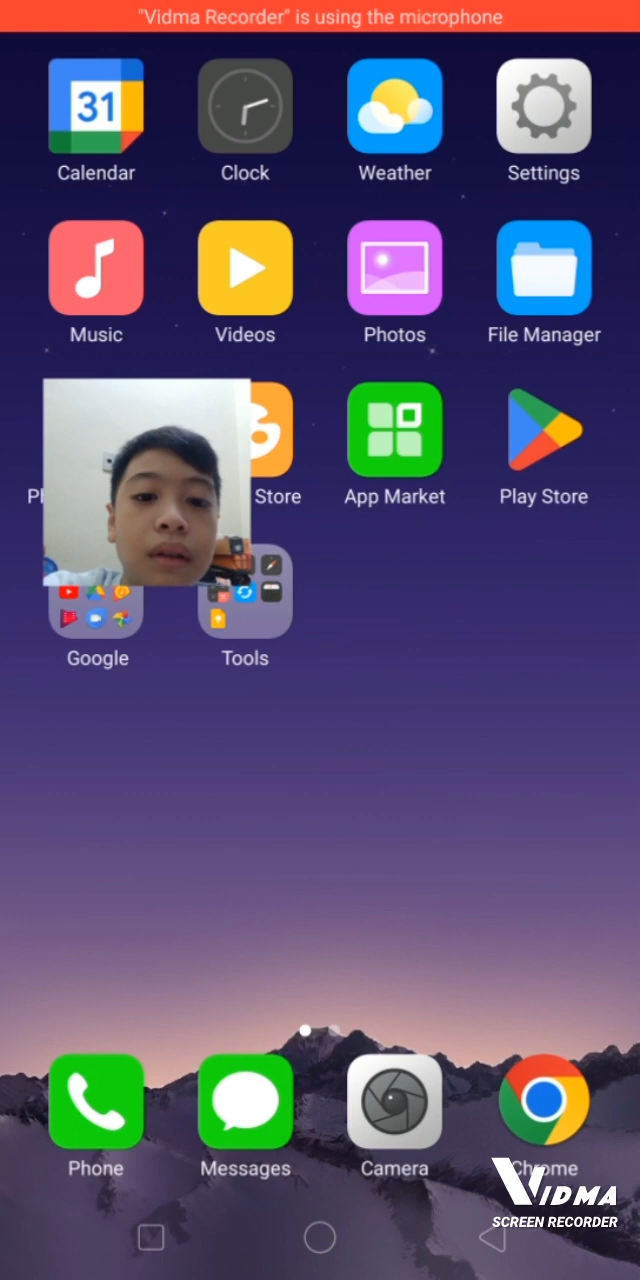 "Vidma Recorder" is using the microphone
31
Calendar Clock Weather Settings
Music Videos Photos File Manager
Store App Market Play Store
Google Tools
Phone Messages Camera Chrome
VIDMA
SCREEN RECORDER